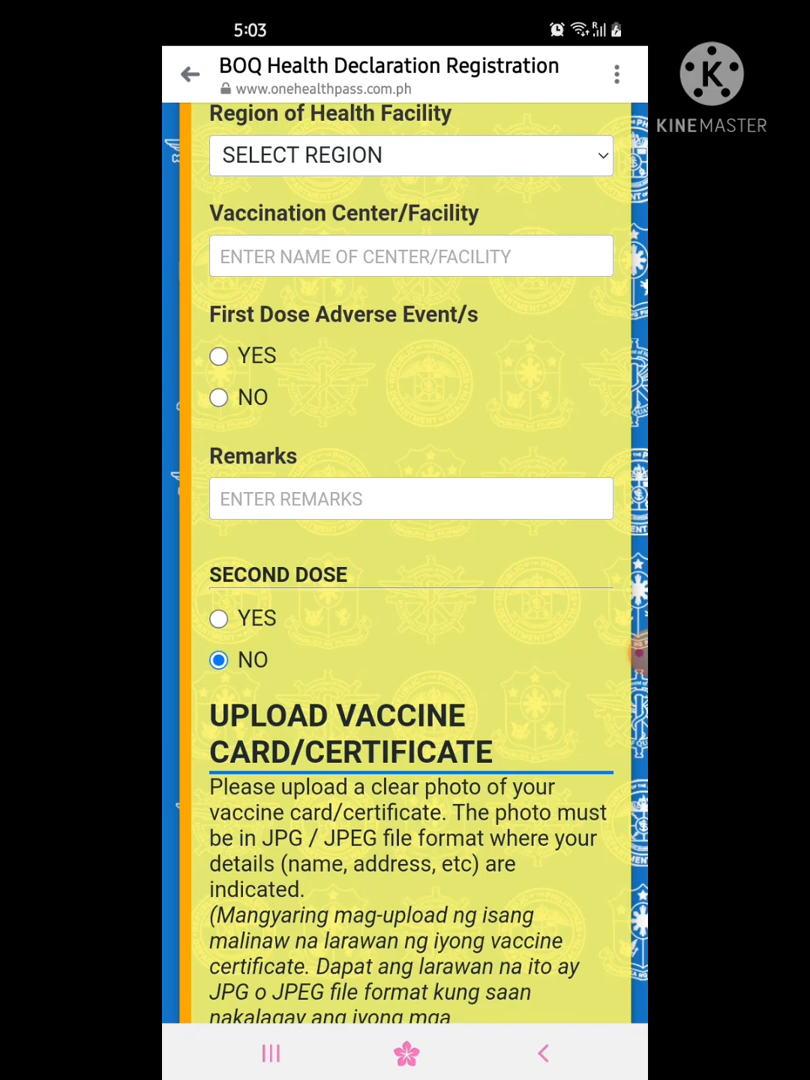 5:03
BOQ Health Declaration Registration
www.onehealthpass.com.ph
K
KINEMASTER
Region of Health Facility
SELECT REGION
Vaccination Center/Facility
ENTER NAME OF CENTER/FACILITY
First Dose Adverse Event/s
YES
NO
Remarks
ENTER REMARKS
SECOND DOSE
YES
NO
UPLOAD VACCINE
CARD/CERTIFICATE
Please upload a clear photo of your
vaccine card/certificate. The photo must
be in JPG / JPEG file format where your
details (name, address, etc) are
indicated.
(Mangyaring mag-upload ng isang
malinaw na larawan ng iyong vaccine
certificate. Dapat ang larawan na ito ay
JPG o JPEG file format kung saan
nakalagay ang iyong mga